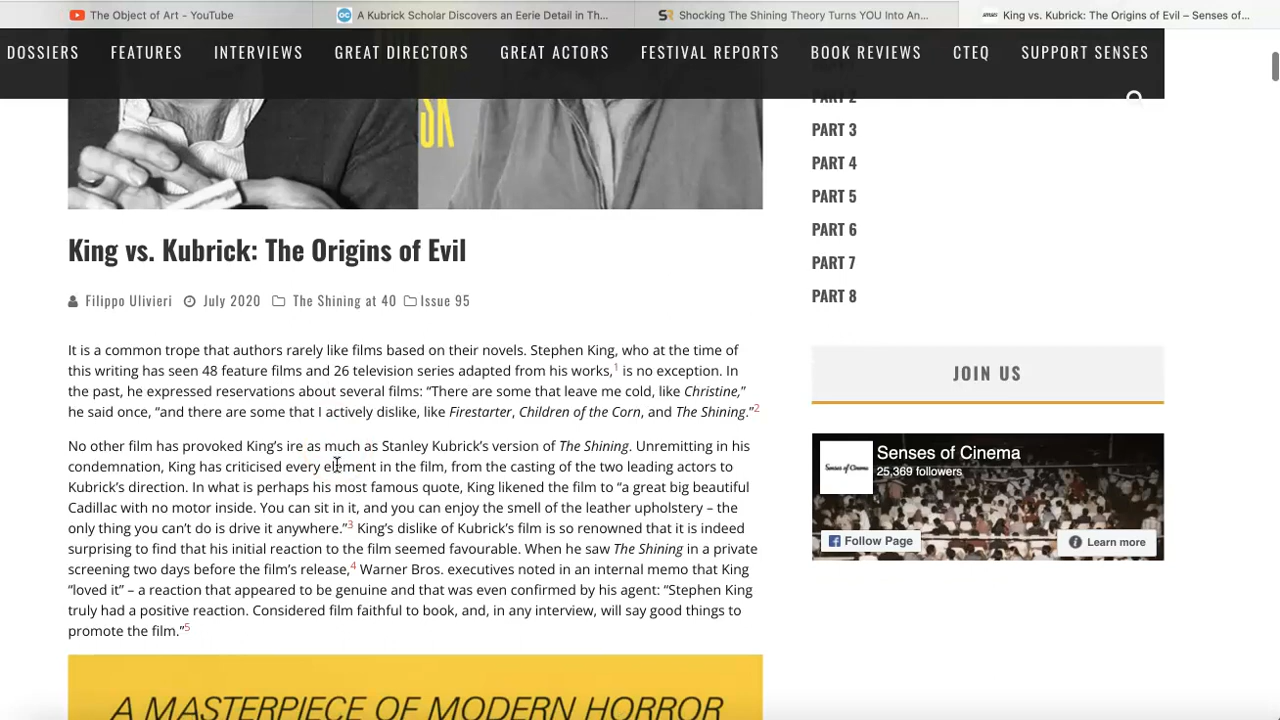 The Object of Art - YouTube
A Kubrick Scholar Discovers an Eerie Detail in Th...
Shocking The Shining Theory Turns YOU Into An...
King vs. Kubrick: The Origins of Evil – Senses of...
DOSSIERS FEATURES INTERVIEWS GREAT DIRECTORS GREAT ACTORS FESTIVAL REPORTS BOOK REVIEWS CTEQ SUPPORT SENSES
PART 2
PART 3
PART 4
PART 5
PART 6
PART 7
PART 8
SK
King vs. Kubrick: The Origins of Evil
Filippo Ulivieri July 2020 The Shining at 40 Issue 95
It is a common trope that authors rarely like films based on their novels. Stephen King, who at the time of
this writing has seen 48 feature films and 26 television series adapted from his works,1 is no exception. In
the past, he expressed reservations about several films: “There are some that leave me cold, like Christine,”
he said once, “and there are some that I actively dislike, like Firestarter, Children of the Corn, and The Shining.”2
No other film has provoked King’s ire as much as Stanley Kubrick’s version of The Shining. Unremitting in his
condemnation, King has criticised every element in the film, from the casting of the two leading actors to
Kubrick’s direction. In what is perhaps his most famous quote, King likened the film to “a great big beautiful
Cadillac with no motor inside. You can sit in it, and you can enjoy the smell of the leather upholstery – the
only thing you can’t do is drive it anywhere.”3 King’s dislike of Kubrick’s film is so renowned that it is indeed
surprising to find that his initial reaction to the film seemed favourable. When he saw The Shining in a private
screening two days before the film’s release,4 Warner Bros. executives noted in an internal memo that King
“loved it” – a reaction that appeared to be genuine and that was even confirmed by his agent: “Stephen King
truly had a positive reaction. Considered film faithful to book, and, in any interview, will say good things to
promote the film.”5
A MASTERPIECE OF MODERN HORROR
JOIN US
Senses of Cinema
25,369 followers
Follow Page
Learn more